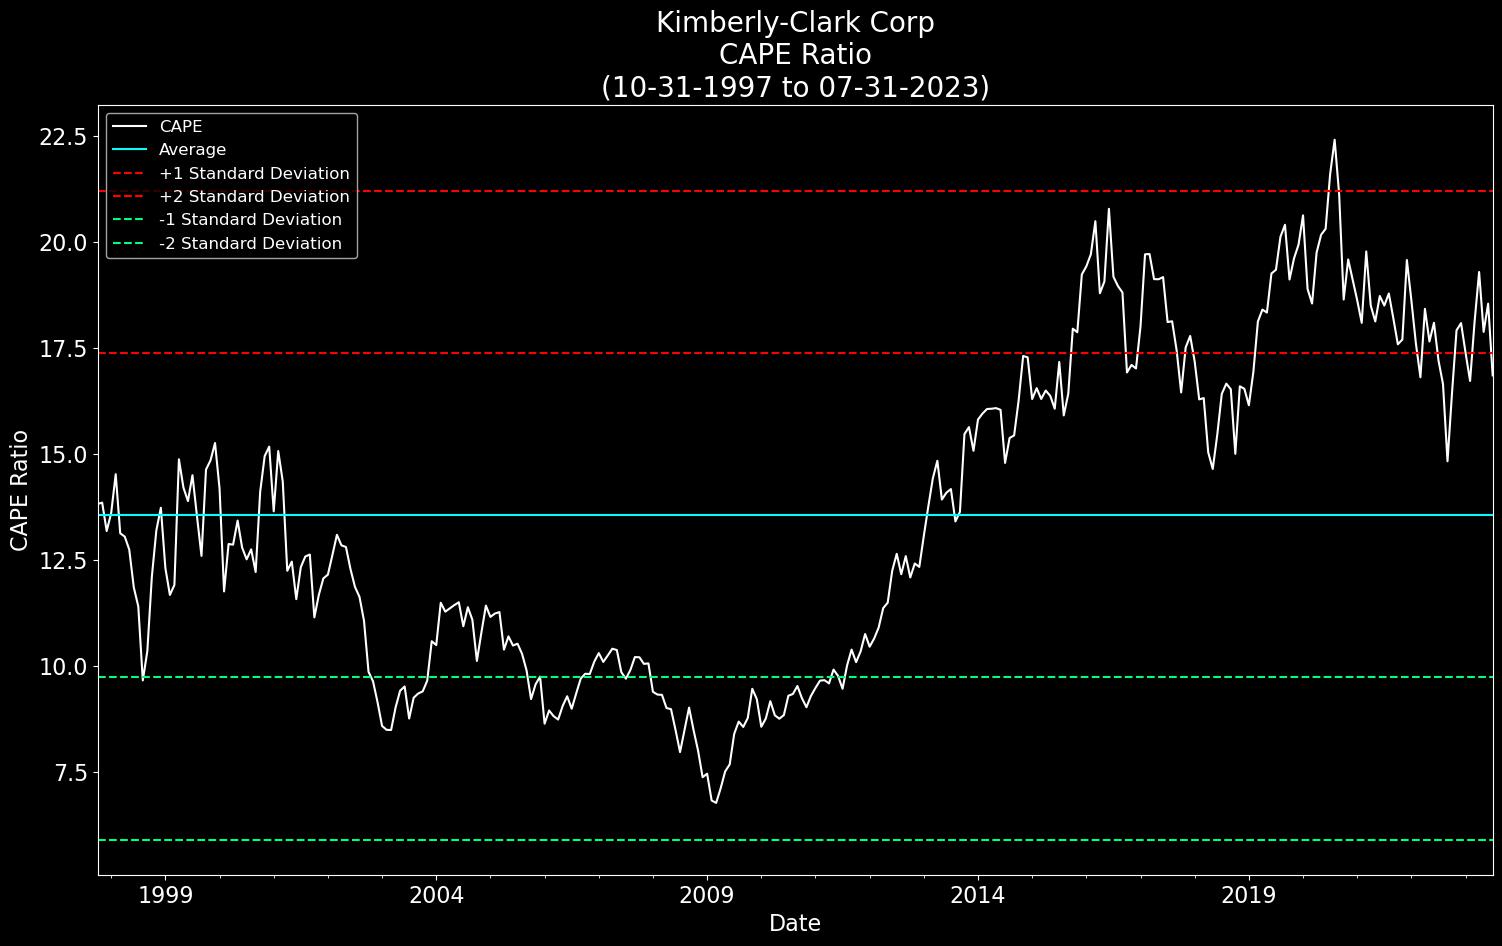 Kimberly-Clark Corp
CAPE Ratio
(10-31-1997 to 07-31-2023)
CAPE
Average
+1 Standard Deviation
+2 Standard Deviation
-1 Standard Deviation
-2 Standard Deviation
22.5
20.0
17.5
15.0
12.5
10.0
7.5
CAPE Ratio
1999
2004
2009
2014
2019
Date